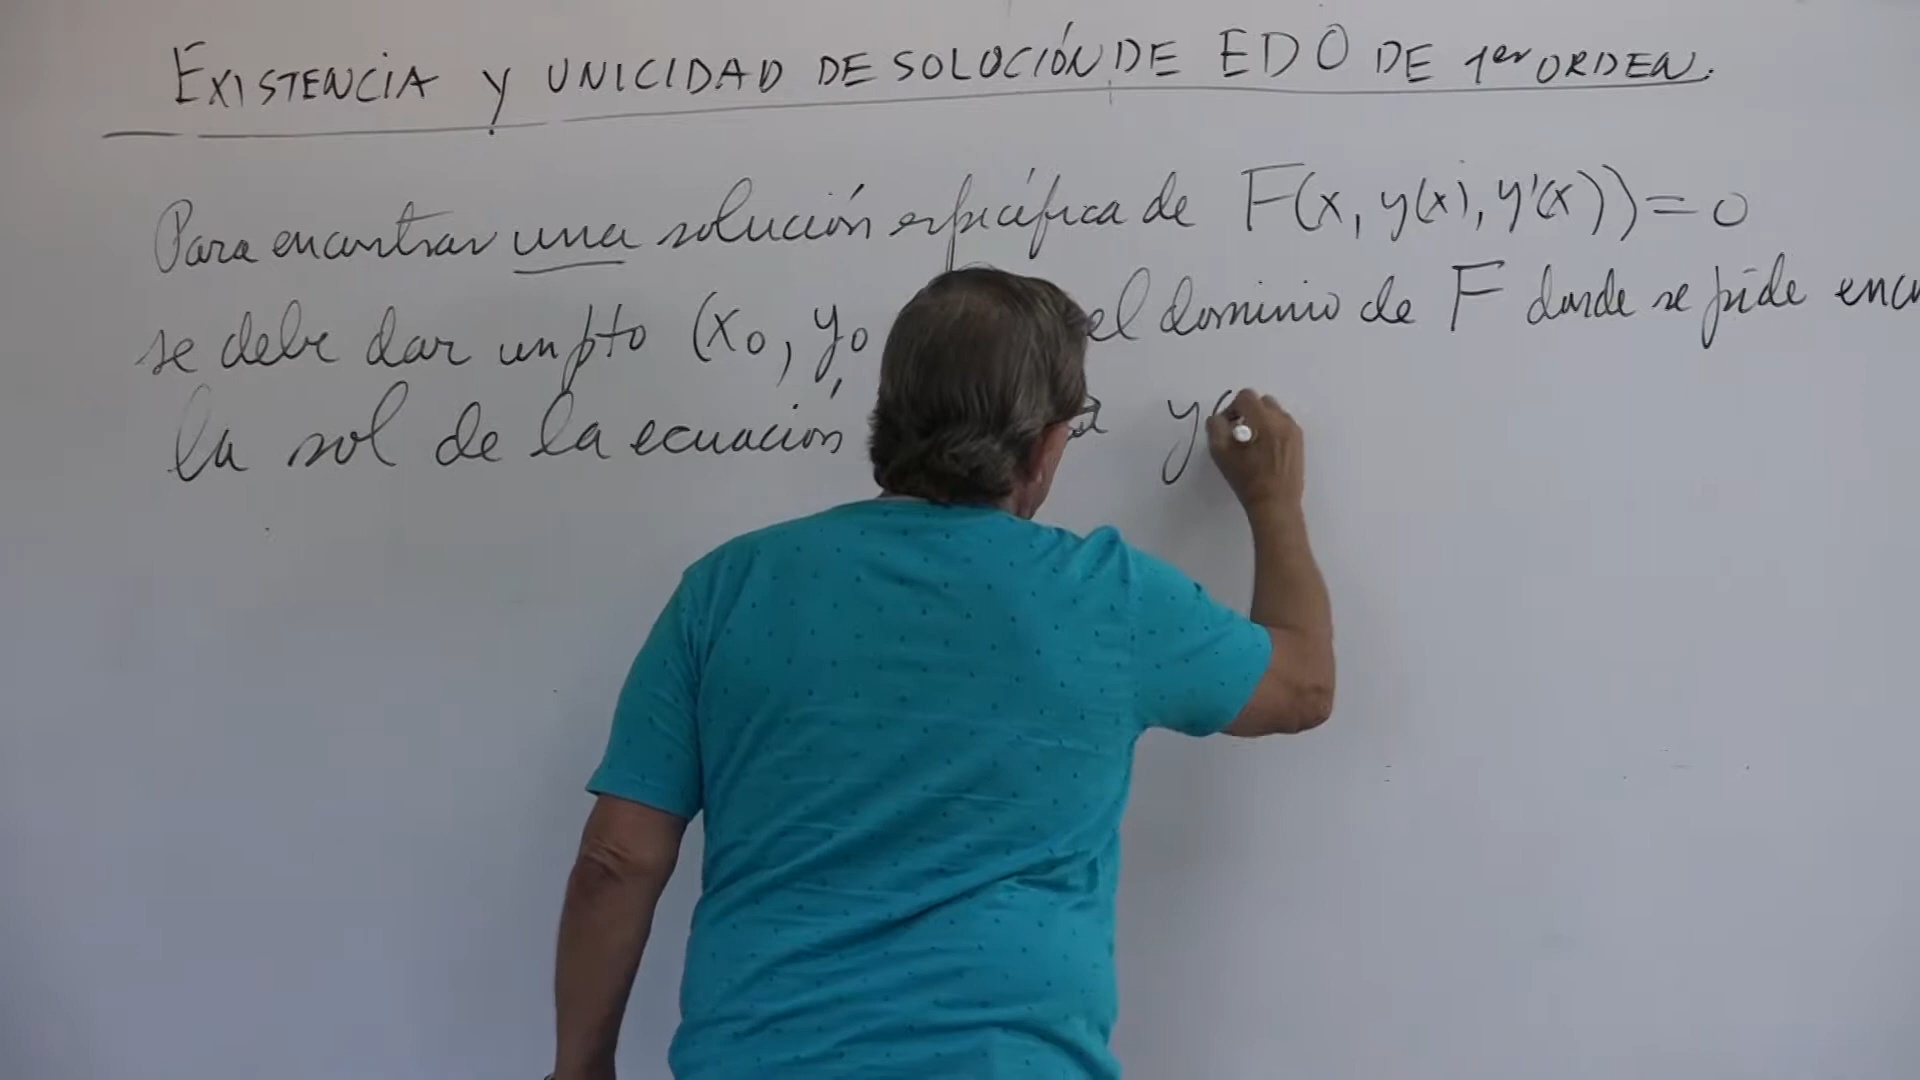 EXISTENCIA Y UNICIDAD DE SOLUCIÓN DE EDO DE 1er ORDEN.
Para encontrar una solución específica de F(x, y(x), y'(x)) = 0
se debe dar un pto (x0, y0 el dominio de F donde se pide
la sol de la ecuación y(